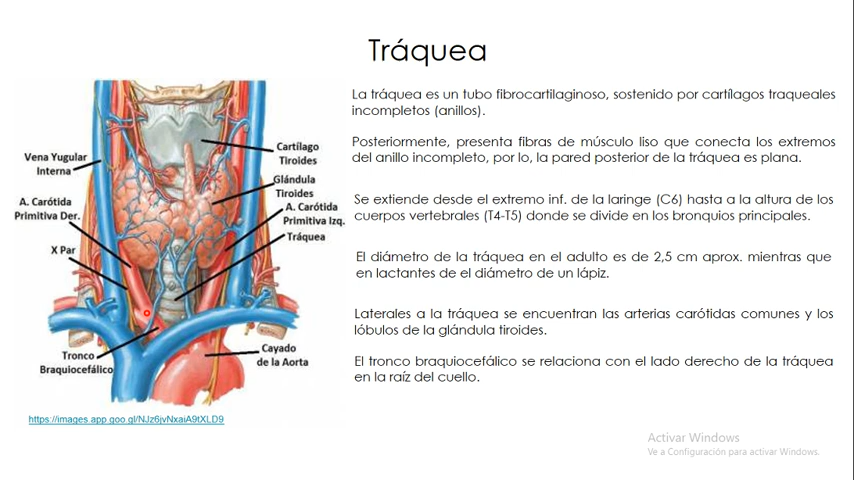 Tráquea
La tráquea es un tubo fibrocartilaginoso, sostenido por cartílagos traqueales
incompletos (anillos).
Posteriormente, presenta fibras de músculo liso que conecta los extremos
del anillo incompleto, por lo, la pared posterior de la tráquea es plana.
Se extiende desde el extremo inf. de la laringe (C6) hasta a la altura de los
cuerpos vertebrales (T4-T5) donde se divide en los bronquios principales.
El diámetro de la tráquea en el adulto es de 2,5 cm aprox. mientras que
en lactantes de el diámetro de un lápiz.
Laterales a la tráquea se encuentran las arterias carótidas comunes y los
lóbulos de la glándula tiroides.
El tronco braquiocefálico se relaciona con el lado derecho de la tráquea
en la raíz del cuello.
Vena Yugular
Interna
A. Carótida
Primitiva Der.
X Par
Tronco
Braquiocefálico
Cartílago
Tiroides
Glándula
Tiroides
A. Carótida
Primitiva Izq.
Tráquea
Cayado
de la Aorta
https://images.app.goo.gl/NJz6jvNxaiA9tXLD9
Activar Windows
Ve a Configuración para activar Windows.